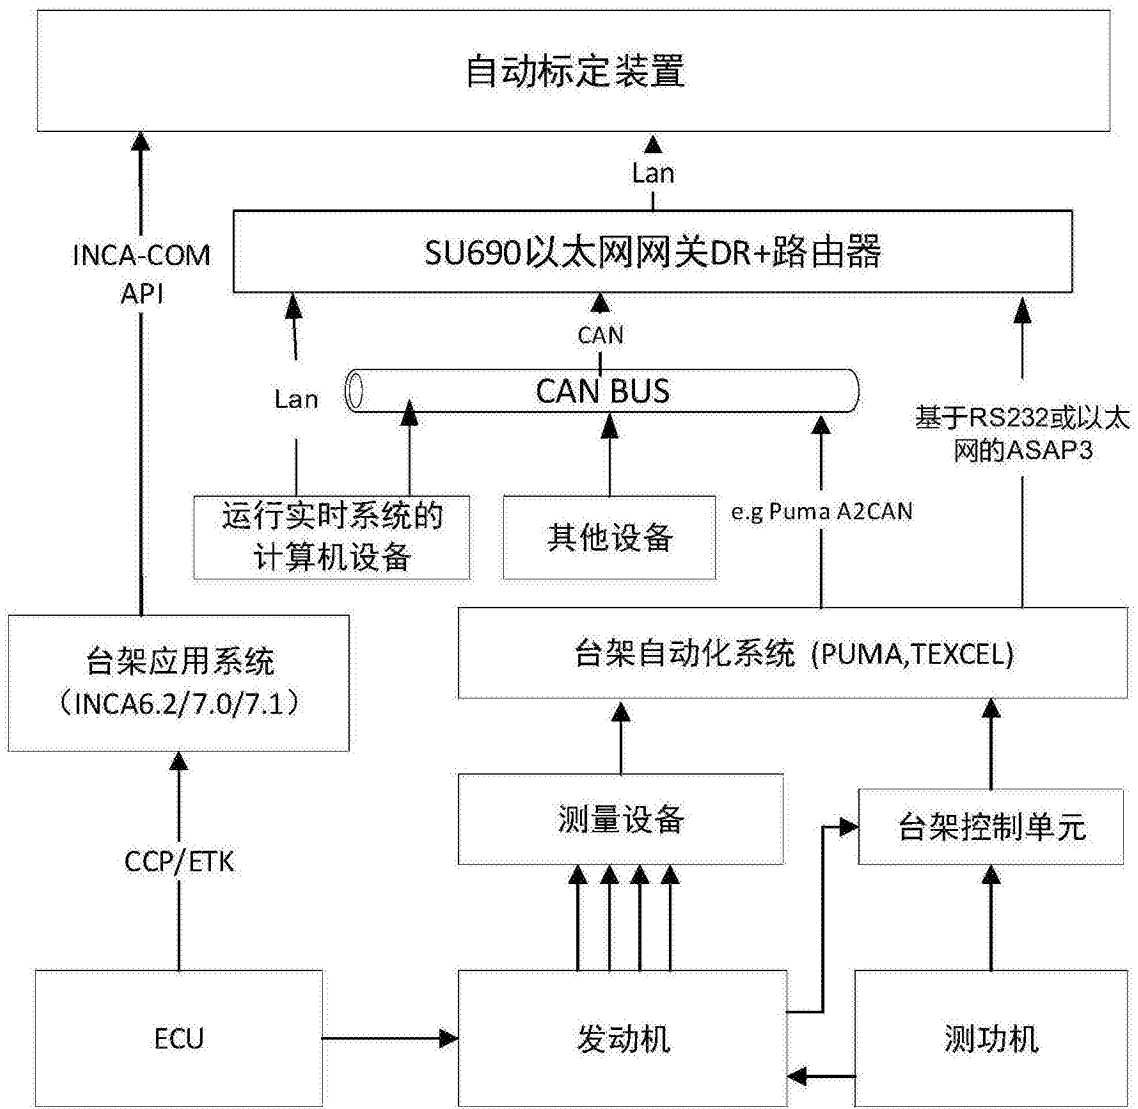 自动标定装置
Lan
INCA-COM
API
SU690以太网网关DR+路由器
CAN
Lan
CAN BUS
基于RS232或以太
网的ASAP3
运行实时系统的
计算机设备
其他设备
e.g Puma A2CAN
台架应用系统
（INCA6.2/7.0/7.1）
台架自动化系统 (PUMA,TEXCEL)
测量设备
台架控制单元
CCP/ETK
ECU
发动机
测功机